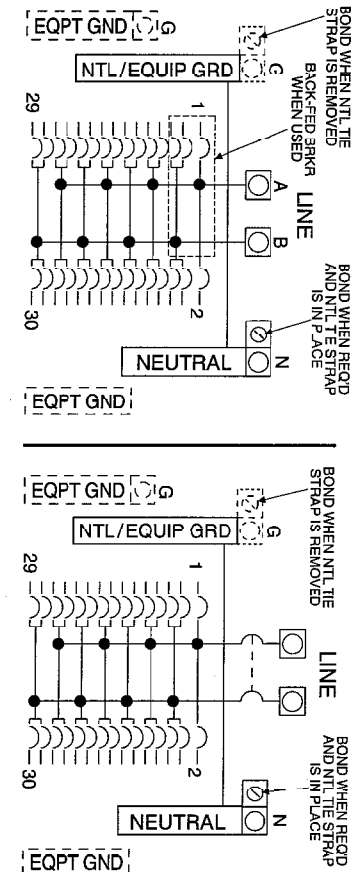 BOND WHEN NTL TIE
STRAP IS REMOVED
EQPT GND
G
NTL/EQUIP GRD
G
BACK-FED BRKR
WHEN USED
29
1
A
LINE
B
30
2
BOND WHEN REQ'D
AND NTL TIE STRAP
IS IN PLACE
NEUTRAL
N
EQPT GND
BOND WHEN NTL TIE
STRAP IS REMOVED
EQPT GND
G
NTL/EQUIP GRD
G
29
1
LINE
30
2
BOND WHEN REQ'D
AND NTL TIE STRAP
IS IN PLACE
NEUTRAL
N
EQPT GND